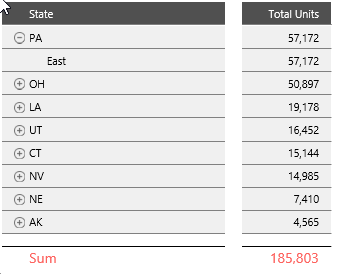 State Total Units
PA 57,172
East 57,172
OH 50,897
LA 19,178
UT 16,452
CT 15,144
NV 14,985
NE 7,410
AK 4,565
Sum 185,803